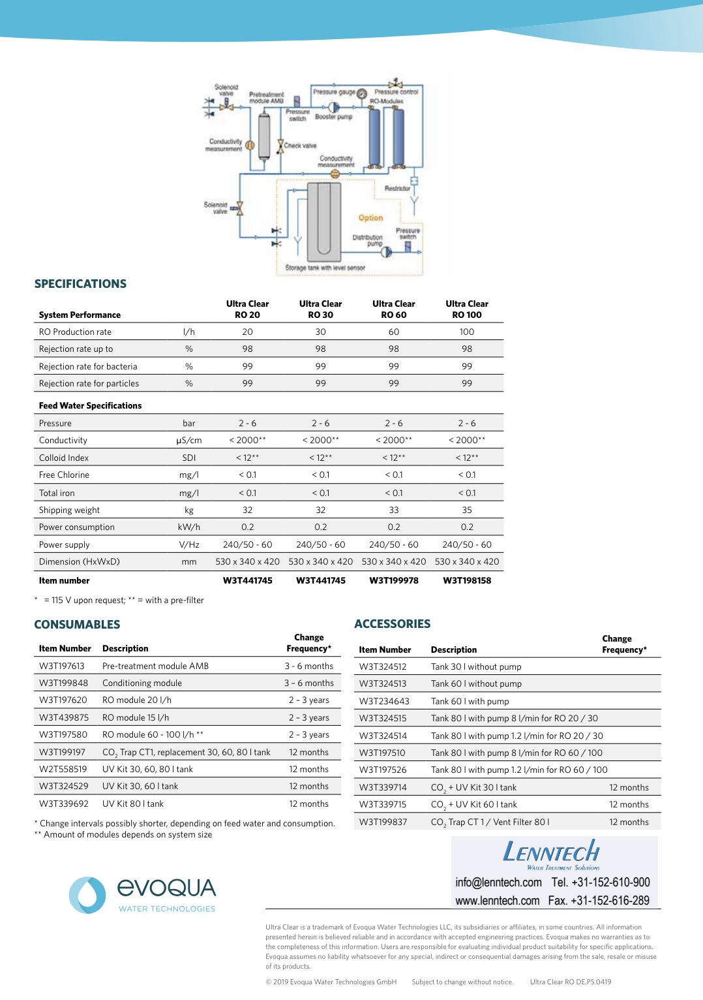 Solenoid
valve
Pretreatment
module AMB
Pressure gauge
Pressure control
RO-Modules
Pressure
switch
Booster pump
Conductivity
measurement
Check valve
Conductivity
measurement
Restrictor
Solenoid
valve
Option
Pressure
switch
Distribution
pump
Storage tank with level sensor
SPECIFICATIONS
System Performance Ultra Clear RO 20 Ultra Clear RO 30 Ultra Clear RO 60 Ultra Clear RO 100
RO Production rate l/h 20 30 60 100
Rejection rate up to % 98 98 98 98
Rejection rate for bacteria % 99 99 99 99
Rejection rate for particles % 99 99 99 99
Feed Water Specifications
Pressure bar 2 - 6 2 - 6 2 - 6 2 - 6
Conductivity µS/cm < 2000** < 2000** < 2000** < 2000**
Colloid Index SDI < 12** < 12** < 12** < 12**
Free Chlorine mg/l < 0.1 < 0.1 < 0.1 < 0.1
Total iron mg/l < 0.1 < 0.1 < 0.1 < 0.1
Shipping weight kg 32 32 33 35
Power consumption kW/h 0.2 0.2 0.2 0.2
Power supply V/Hz 240/50 - 60 240/50 - 60 240/50 - 60 240/50 - 60
Dimension (HxWxD) mm 530 x 340 x 420 530 x 340 x 420 530 x 340 x 420 530 x 340 x 420
Item number W3T441745 W3T441745 W3T199978 W3T198158
* = 115 V upon request; ** = with a pre-filter
CONSUMABLES
Item Number Description Change Frequency*
W3T197613 Pre-treatment module AMB 3 - 6 months
W3T199848 Conditioning module 3 – 6 months
W3T197620 RO module 20 l/h 2 – 3 years
W3T439875 RO module 15 l/h 2 – 3 years
W3T197580 RO module 60 - 100 l/h ** 2 – 3 years
W3T199197 CO2 Trap CT1, replacement 30, 60, 80 l tank 12 months
W2T558519 UV Kit 30, 60, 80 l tank 12 months
W3T324529 UV Kit 30, 60 l tank 12 months
W3T339692 UV Kit 80 l tank 12 months
* Change intervals possibly shorter, depending on feed water and consumption.
** Amount of modules depends on system size
ACCESSORIES
Item Number Description Change Frequency*
W3T324512 Tank 30 l without pump
W3T324513 Tank 60 l without pump
W3T234643 Tank 60 l with pump
W3T324515 Tank 80 l with pump 8 l/min for RO 20 / 30
W3T324514 Tank 80 l with pump 1.2 l/min for RO 20 / 30
W3T197510 Tank 80 l with pump 8 l/min for RO 60 / 100
W3T197526 Tank 80 l with pump 1.2 l/min for RO 60 / 100
W3T339714 CO2 + UV Kit 30 l tank 12 months
W3T339715 CO2 + UV Kit 60 l tank 12 months
W3T199837 CO2 Trap CT 1 / Vent Filter 80 l 12 months
LENNTECH
WATER TREATMENT SOLUTIONS
info@lenntech.com Tel. +31-152-610-900
www.lenntech.com Fax. +31-152-616-289
evoQUA
WATER TECHNOLOGIES
Ultra Clear is a trademark of Evoqua Water Technologies LLC, its subsidiaries or affiliates, in some countries. All information
presented herein is believed reliable and in accordance with accepted engineering practices. Evoqua makes no warranties as to
the completeness of this information. Users are responsible for evaluating individual product suitability for specific applications.
Evoqua assumes no liability whatsoever for any special, indirect or consequential damages arising from the sale, resale or misuse
of its products.
© 2019 Evoqua Water Technologies GmbH Subject to change without notice. Ultra Clear RO DE.PS.0419